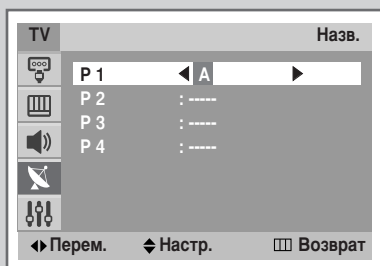 TV Назв.
P 1 ◀ A ▶
P 2 : -----
P 3 : -----
P 4 : -----
Перем. Настр. Возврат